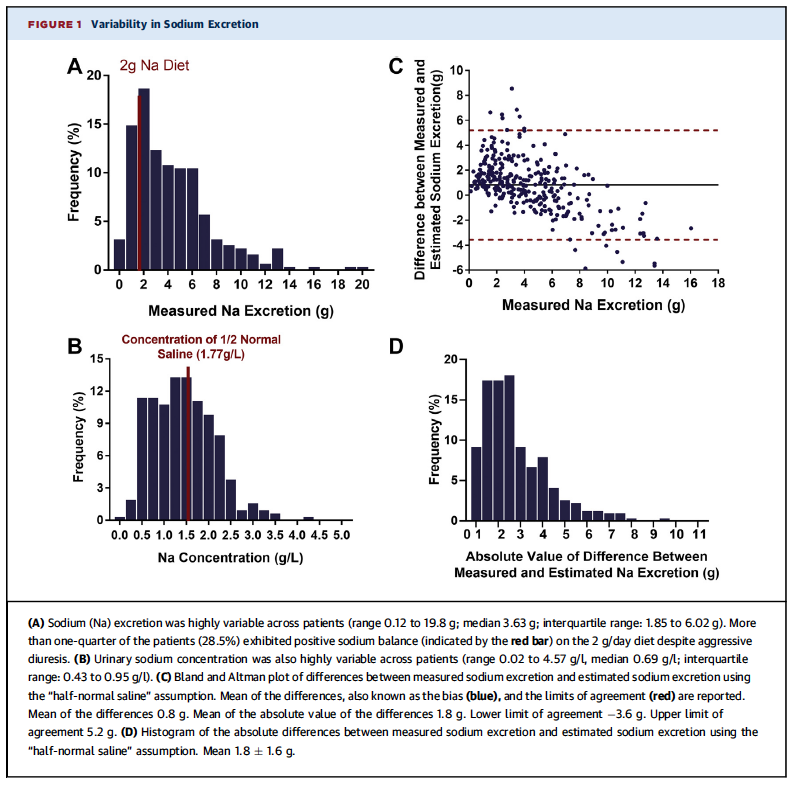 FIGURE 1 Variability in Sodium Excretion
A
2g Na Diet
20
15
10
5
0
Frequency (%)
0 2 4 6 8 10 12 14 16 18 20
Measured Na Excretion (g)
C
10
8
6
4
2
0
-2
-4
-6
Difference between Measured and
Estimated Sodium Excretion(g)
0 2 4 6 8 10 12 14 16 18
Measured Na Excretion (g)
B
Concentration of 1/2 Normal
Saline (1.77g/L)
15
12
9
6
3
0
Frequency (%)
0.0 0.5 1.0 1.5 2.0 2.5 3.0 3.5 4.0 4.5 5.0
Na Concentration (g/L)
D
20
15
10
5
0
Frequency (%)
0 1 2 3 4 5 6 7 8 9 10 11
Absolute Value of Difference Between
Measured and Estimated Na Excretion (g)
(A) Sodium (Na) excretion was highly variable across patients (range 0.12 to 19.8 g; median 3.63 g; interquartile range: 1.85 to 6.02 g). More
than one-quarter of the patients (28.5%) exhibited positive sodium balance (indicated by the red bar) on the 2 g/day diet despite aggressive
diuresis. (B) Urinary sodium concentration was also highly variable across patients (range 0.02 to 4.57 g/l, median 0.69 g/l; interquartile
range: 0.43 to 0.95 g/l). (C) Bland and Altman plot of differences between measured sodium excretion and estimated sodium excretion using
the “half-normal saline” assumption. Mean of the differences, also known as the bias (blue), and the limits of agreement (red) are reported.
Mean of the differences 0.8 g. Mean of the absolute value of the differences 1.8 g. Lower limit of agreement −3.6 g. Upper limit of
agreement 5.2 g. (D) Histogram of the absolute differences between measured sodium excretion and estimated sodium excretion using the
“half-normal saline” assumption. Mean 1.8 ± 1.6 g.